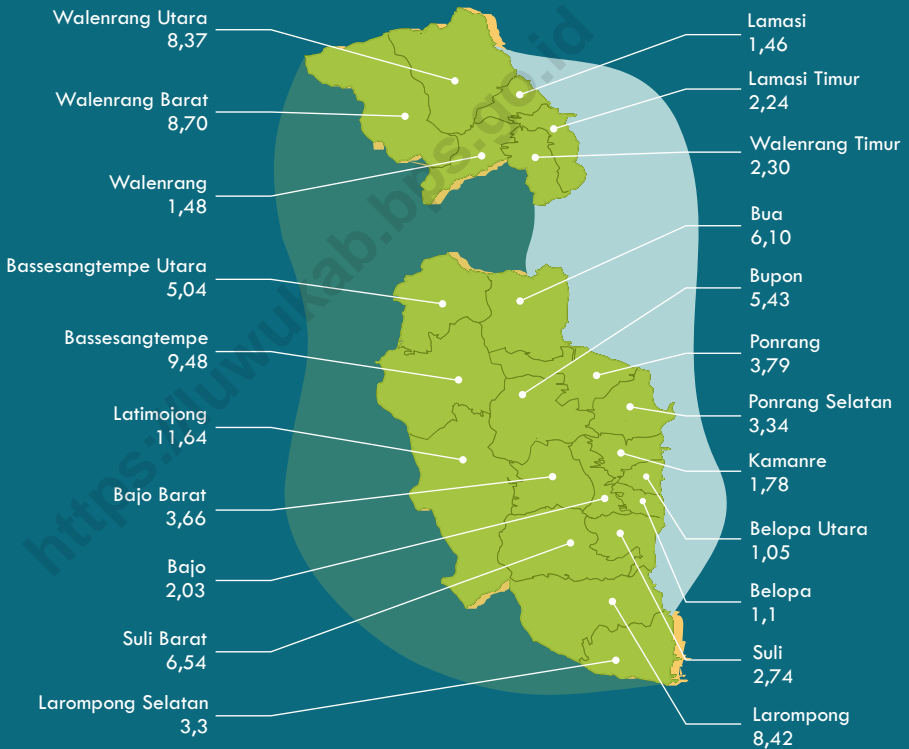 Walenrang Utara
8,37
Walenrang Barat
8,70
Walenrang
1,48
Bassesangtempe Utara
5,04
Bassesangtempe
9,48
Latimojong
11,64
Bajo Barat
3,66
Bajo
2,03
Suli Barat
6,54
Larompong Selatan
3,3
Lamasi
1,46
Lamasi Timur
2,24
Walenrang Timur
2,30
Bua
6,10
Bupon
5,43
Ponrang
3,79
Ponrang Selatan
3,34
Kamanre
1,78
Belopa Utara
1,05
Belopa
1,1
Suli
2,74
Larompong
8,42
https://luwukab.bps.go.id